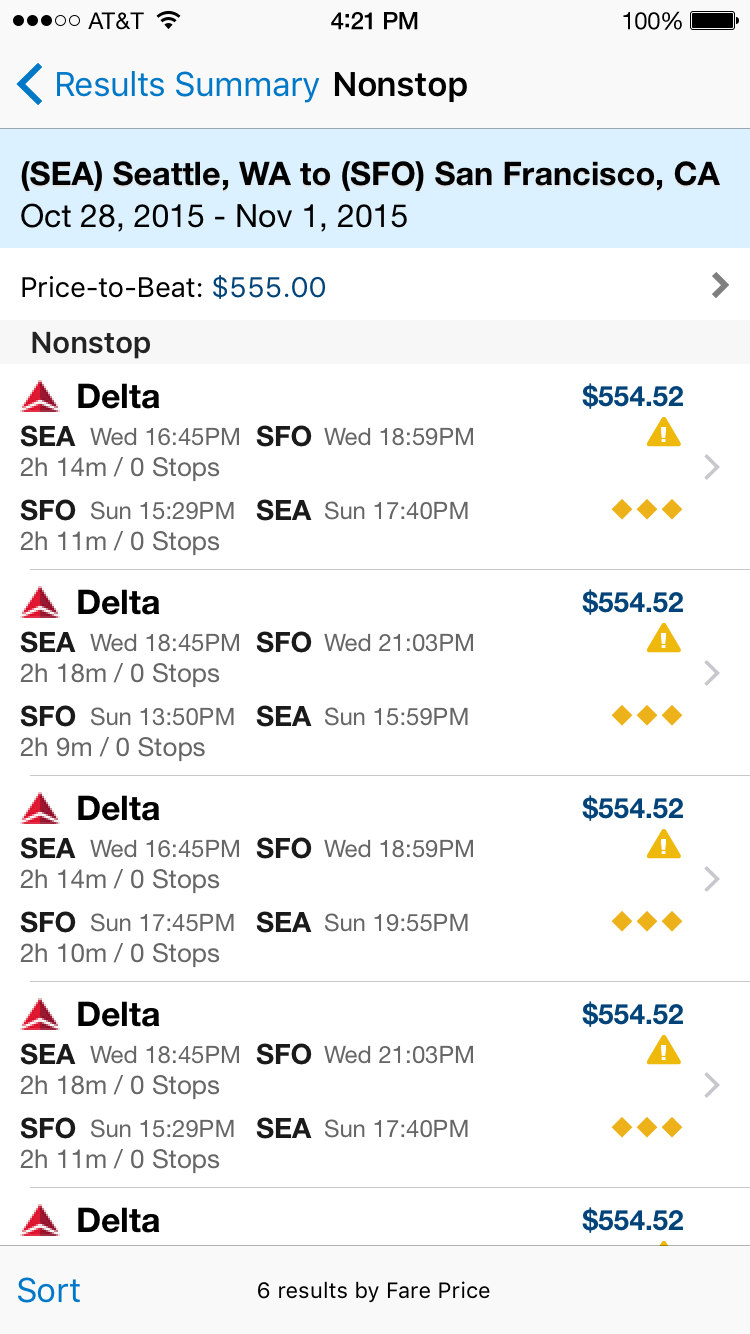 AT&T 4:21 PM 100%
Results Summary Nonstop
(SEA) Seattle, WA to (SFO) San Francisco, CA
Oct 28, 2015 - Nov 1, 2015
Price-to-Beat: $555.00
Nonstop
Delta $554.52
SEA Wed 16:45PM SFO Wed 18:59PM
2h 14m / 0 Stops
SFO Sun 15:29PM SEA Sun 17:40PM
2h 11m / 0 Stops
Delta $554.52
SEA Wed 18:45PM SFO Wed 21:03PM
2h 18m / 0 Stops
SFO Sun 13:50PM SEA Sun 15:59PM
2h 9m / 0 Stops
Delta $554.52
SEA Wed 16:45PM SFO Wed 18:59PM
2h 14m / 0 Stops
SFO Sun 17:45PM SEA Sun 19:55PM
2h 10m / 0 Stops
Delta $554.52
SEA Wed 18:45PM SFO Wed 21:03PM
2h 18m / 0 Stops
SFO Sun 15:29PM SEA Sun 17:40PM
2h 11m / 0 Stops
Delta $554.52
Sort 6 results by Fare Price